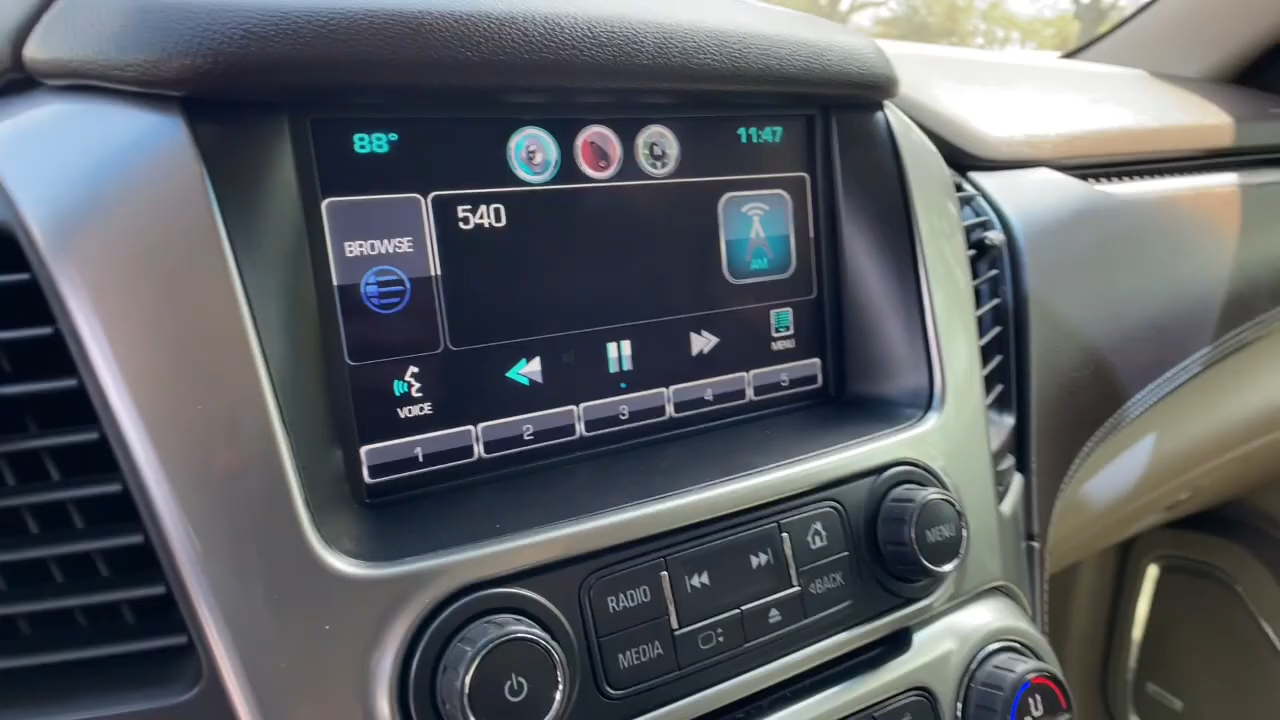 88°
11:47
BROWSE
540
AM
VOICE
MENU
1
2
3
4
5
RADIO
MEDIA
BACK
MENU